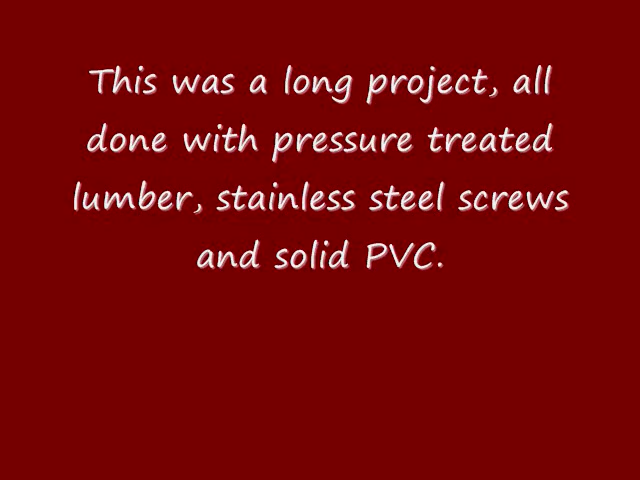 This was a long project, all
done with pressure treated
lumber, stainless steel screws
and solid PVC.